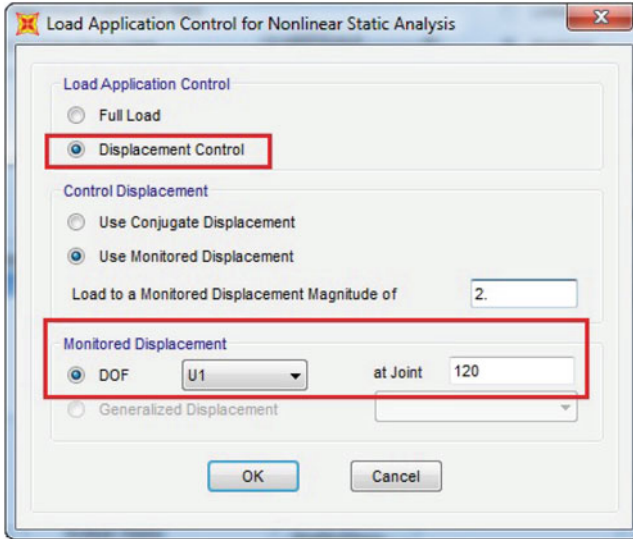 Load Application Control for Nonlinear Static Analysis
Load Application Control
Full Load
Displacement Control
Control Displacement
Use Conjugate Displacement
Use Monitored Displacement
Load to a Monitored Displacement Magnitude of 2.
Monitored Displacement
DOF U1 at Joint 120
Generalized Displacement
OK Cancel